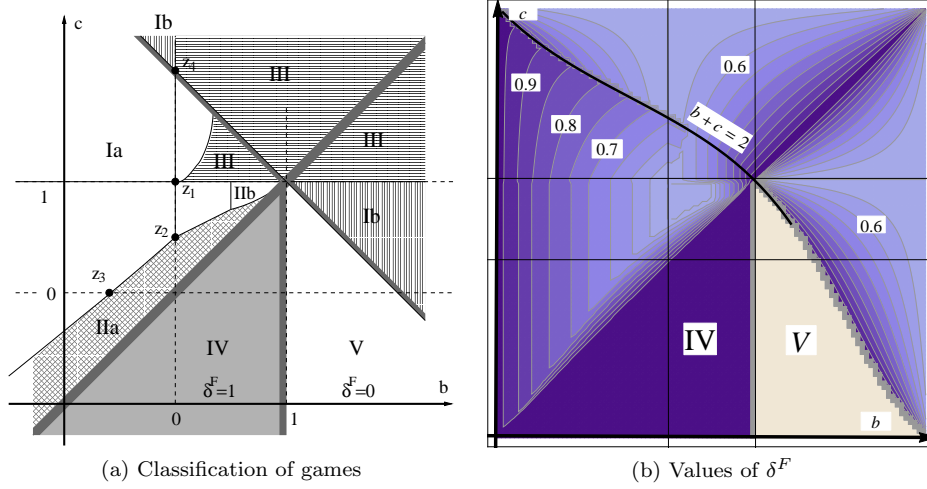 Ib
c
z4
III
Ia
III
III
1
z1
IIb
Ib
z2
z3
0
IIa
IV
V
δF=1
δF=0
b
0
1
(a) Classification of games
c
0.9
0.6
0.8
b + c = 2
0.7
0.6
IV
V
b
(b) Values of δF